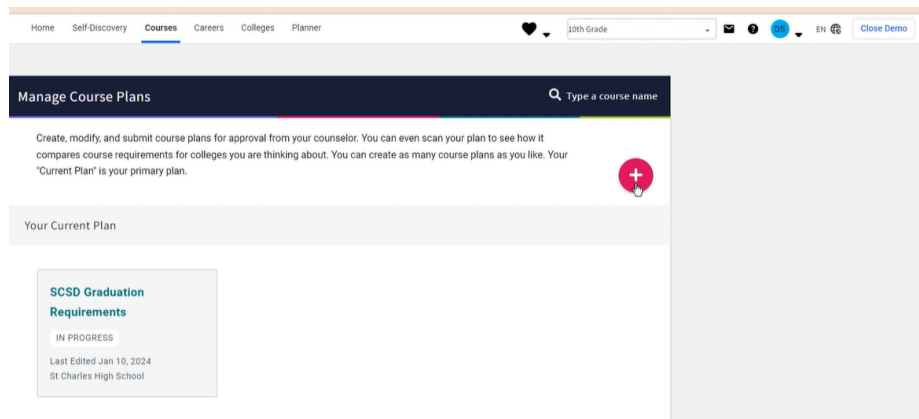 Home Self-Discovery Courses Careers Colleges Planner 10th Grade DS EN Close Demo
Manage Course Plans Type a course name
Create, modify, and submit course plans for approval from your counselor. You can even scan your plan to see how it
compares course requirements for colleges you are thinking about. You can create as many course plans as you like. Your
"Current Plan" is your primary plan.
Your Current Plan
SCSD Graduation
Requirements
IN PROGRESS
Last Edited Jan 10, 2024
St Charles High School